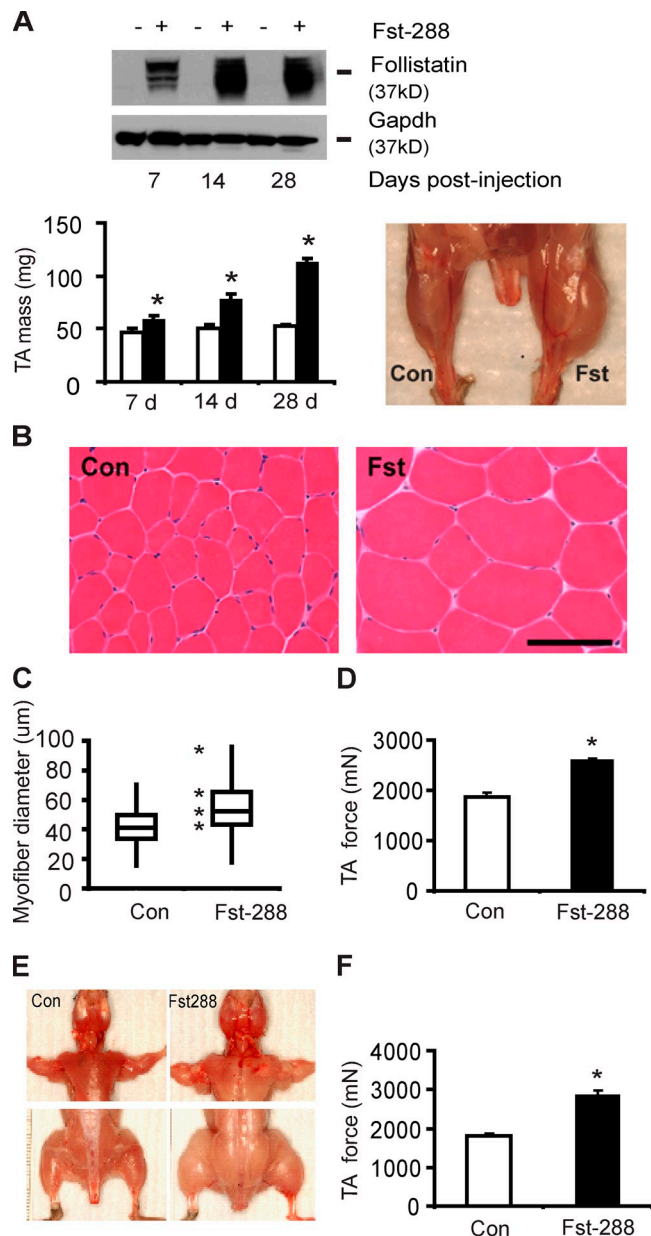 A
- + - + - + Fst-288
Follistatin
(37kD)
Gapdh
(37kD)
7 14 28 Days post-injection
TA mass (mg)
150
100
50
0
* * *
7 d 14 d 28 d
Con Fst
B
Con Fst
C
Myofiber diameter (um)
100
80
60
40
20
0
*
*
*
*
Con Fst-288
D
TA force (mN)
3000
2000
1000
0
*
Con Fst-288
E
Con Fst288
F
TA force (mN)
4000
3000
2000
1000
0
*
Con Fst-288